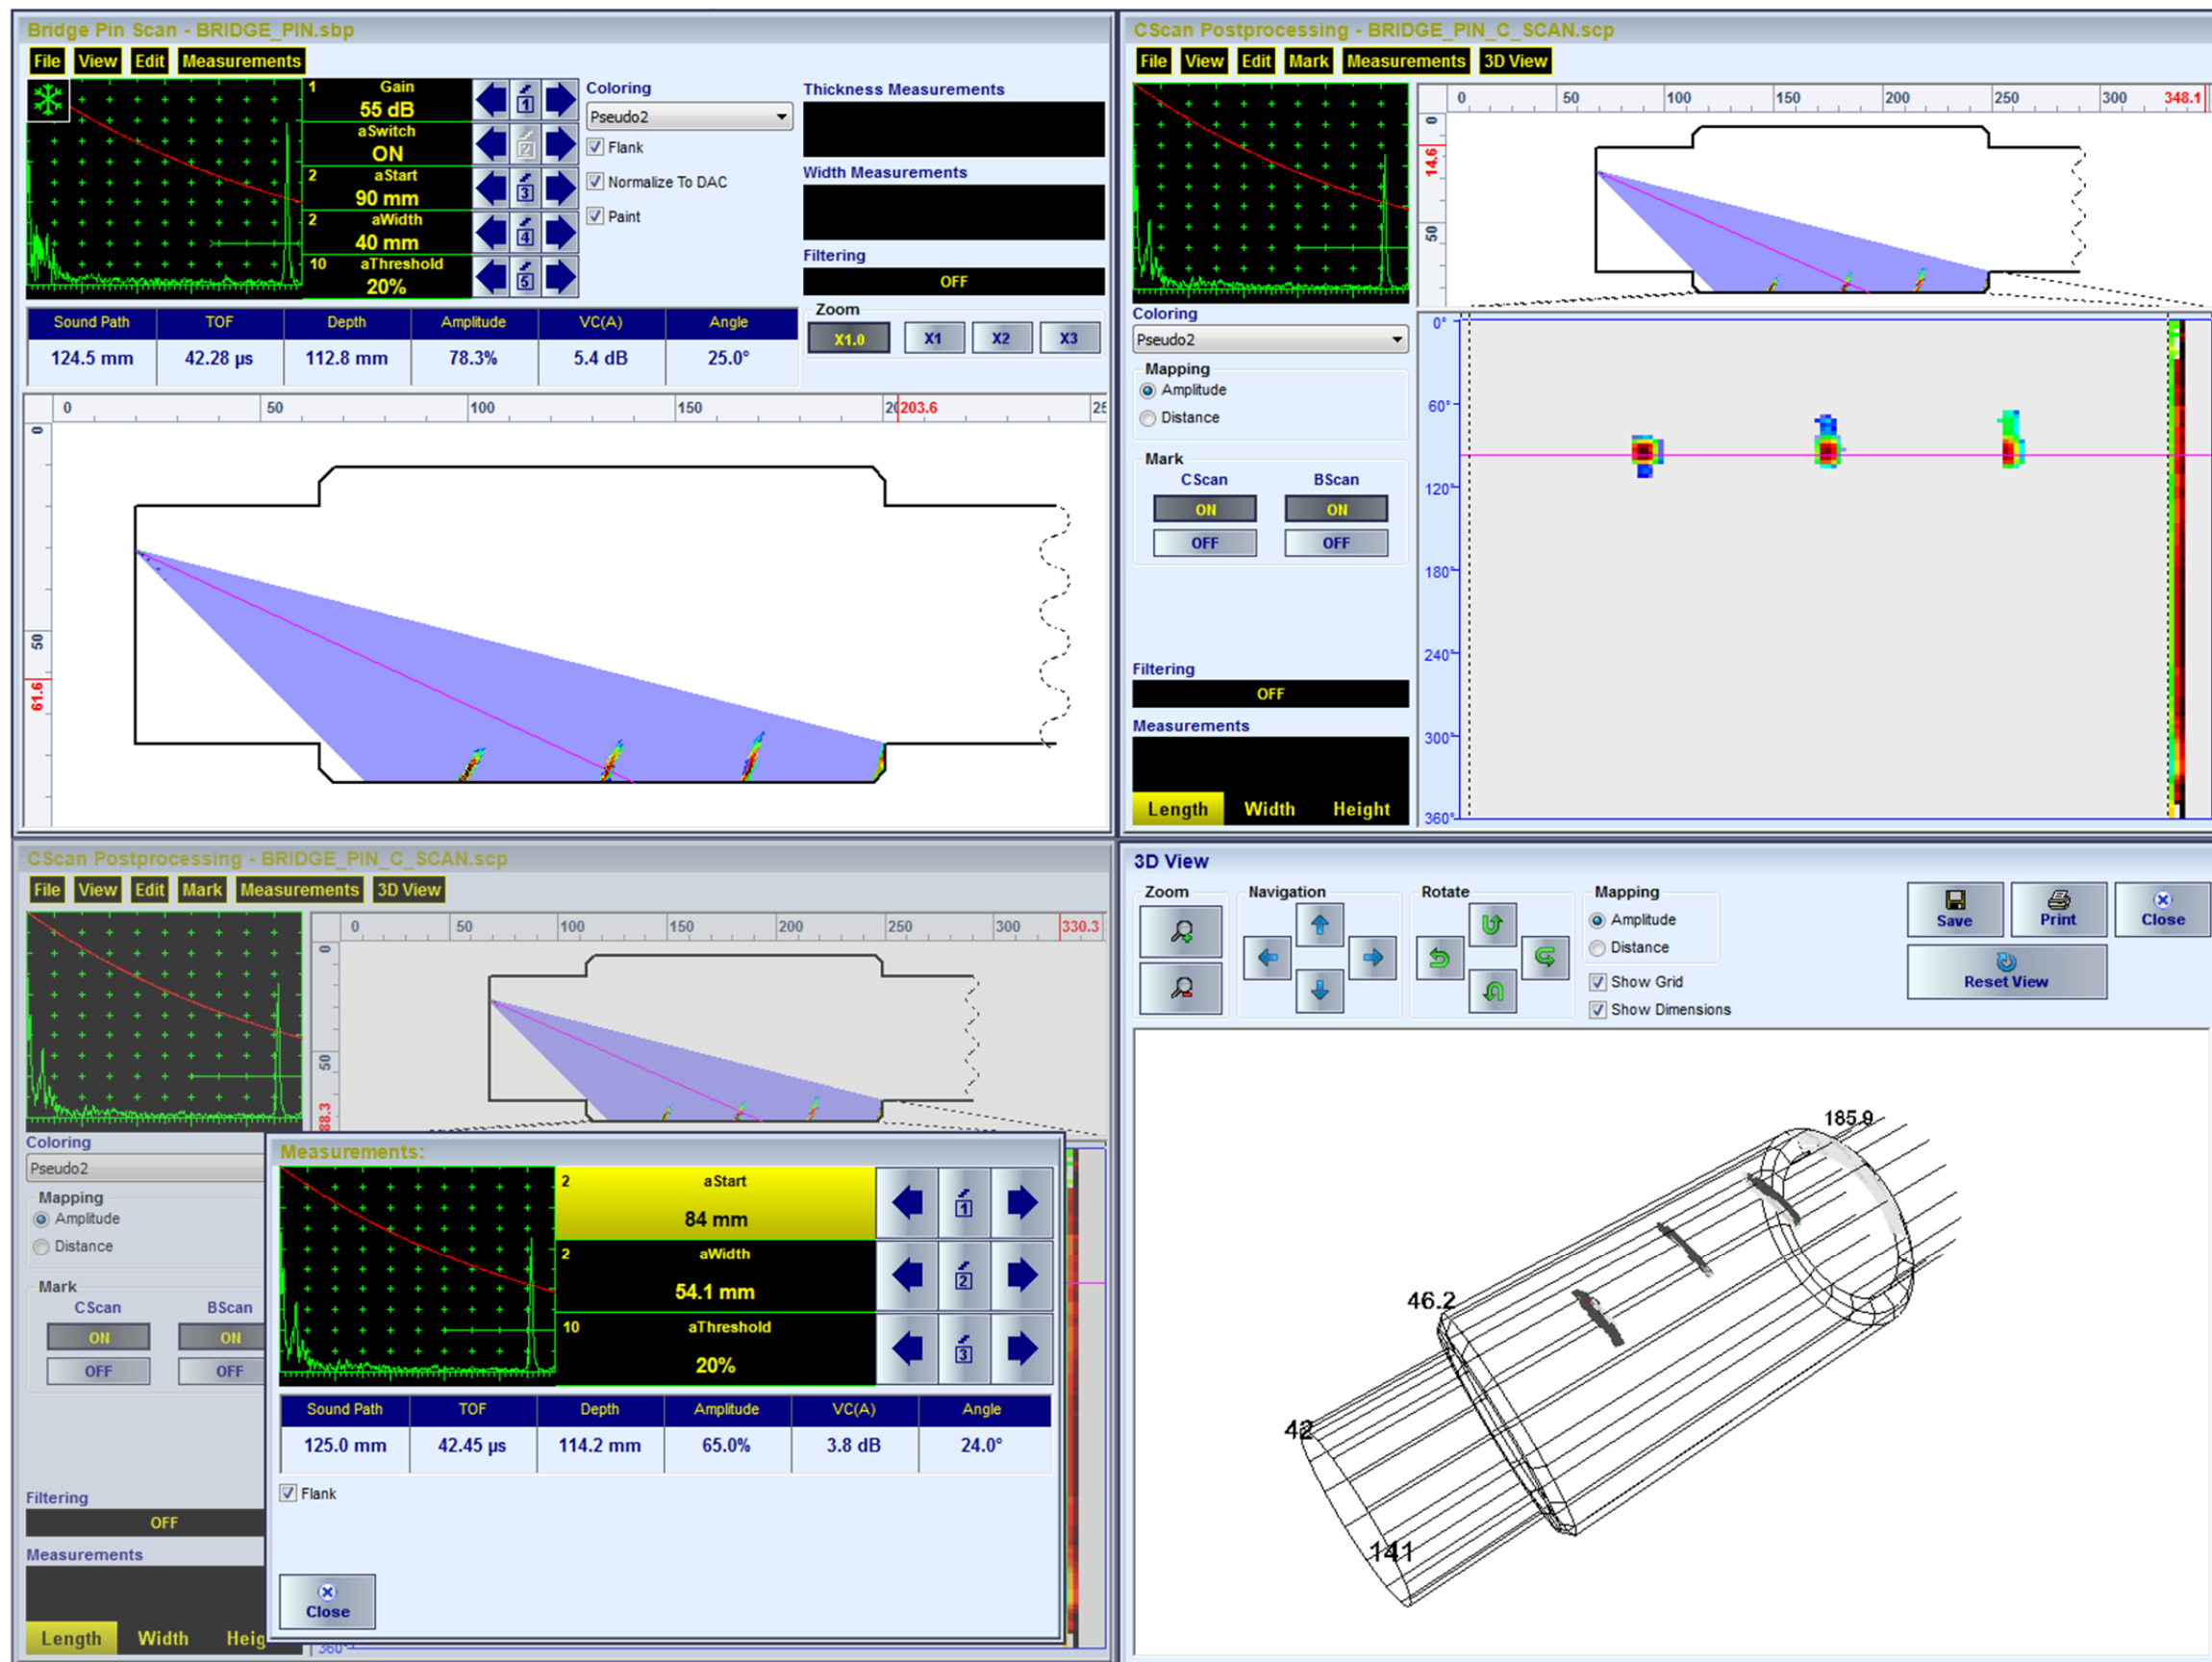 Bridge Pin Scan - BRIDGE_PIN.sbp
File View Edit Measurements
1 Gain
55 dB
1
aSwitch
ON
2
2 aStart
90 mm
3
2 aWidth
40 mm
4
10 aThreshold
20%
5
Coloring
Pseudo2
Flank
Normalize To DAC
Paint
Thickness Measurements
Width Measurements
Filtering
OFF
Zoom
X1.0 X1 X2 X3
Sound Path TOF Depth Amplitude VC(A) Angle
124.5 mm 42.28 µs 112.8 mm 78.3% 5.4 dB 25.0°
0 50 100 150 20 203.6 25
0
50
61.6
CScan Postprocessing - BRIDGE_PIN_C_SCAN.scp
File View Edit Mark Measurements 3D View
0 50 100 150 200 250 300 348.1
0
14.6
50
Coloring
Pseudo2
Mapping
Amplitude
Distance
Mark
CScan BScan
ON ON
OFF OFF
Filtering
OFF
Measurements
Length Width Height
0°
60°
120°
180°
240°
300°
360°
CScan Postprocessing - BRIDGE_PIN_C_SCAN.scp
File View Edit Mark Measurements 3D View
0 50 100 150 200 250 300 330.3
0
50
88.3
Coloring
Pseudo2
Mapping
Amplitude
Distance
Mark
CScan BScan
ON ON
OFF OFF
Filtering
OFF
Measurements
Length Width Heig
360°
Measurements:
2 aStart
84 mm
1
2 aWidth
54.1 mm
2
10 aThreshold
20%
3
Sound Path TOF Depth Amplitude VC(A) Angle
125.0 mm 42.45 µs 114.2 mm 65.0% 3.8 dB 24.0°
Flank
Close
3D View
Zoom
Navigation
Rotate
Mapping
Amplitude
Distance
Show Grid
Show Dimensions
Save Print Close
Reset View
185.9
46.2
42
141